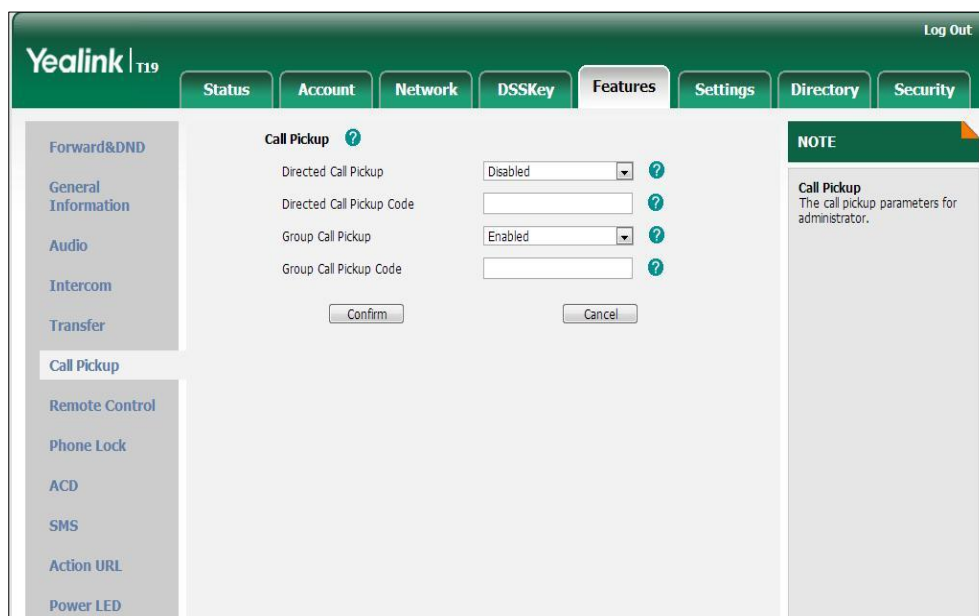 Log Out
Yealink | T19
Status Account Network DSSKey Features Settings Directory Security
Forward&DND
General
Information
Audio
Intercom
Transfer
Call Pickup
Remote Control
Phone Lock
ACD
SMS
Action URL
Power LED
Call Pickup ?
Directed Call Pickup Disabled ?
Directed Call Pickup Code ?
Group Call Pickup Enabled ?
Group Call Pickup Code ?
Confirm Cancel
NOTE
Call Pickup
The call pickup parameters for
administrator.